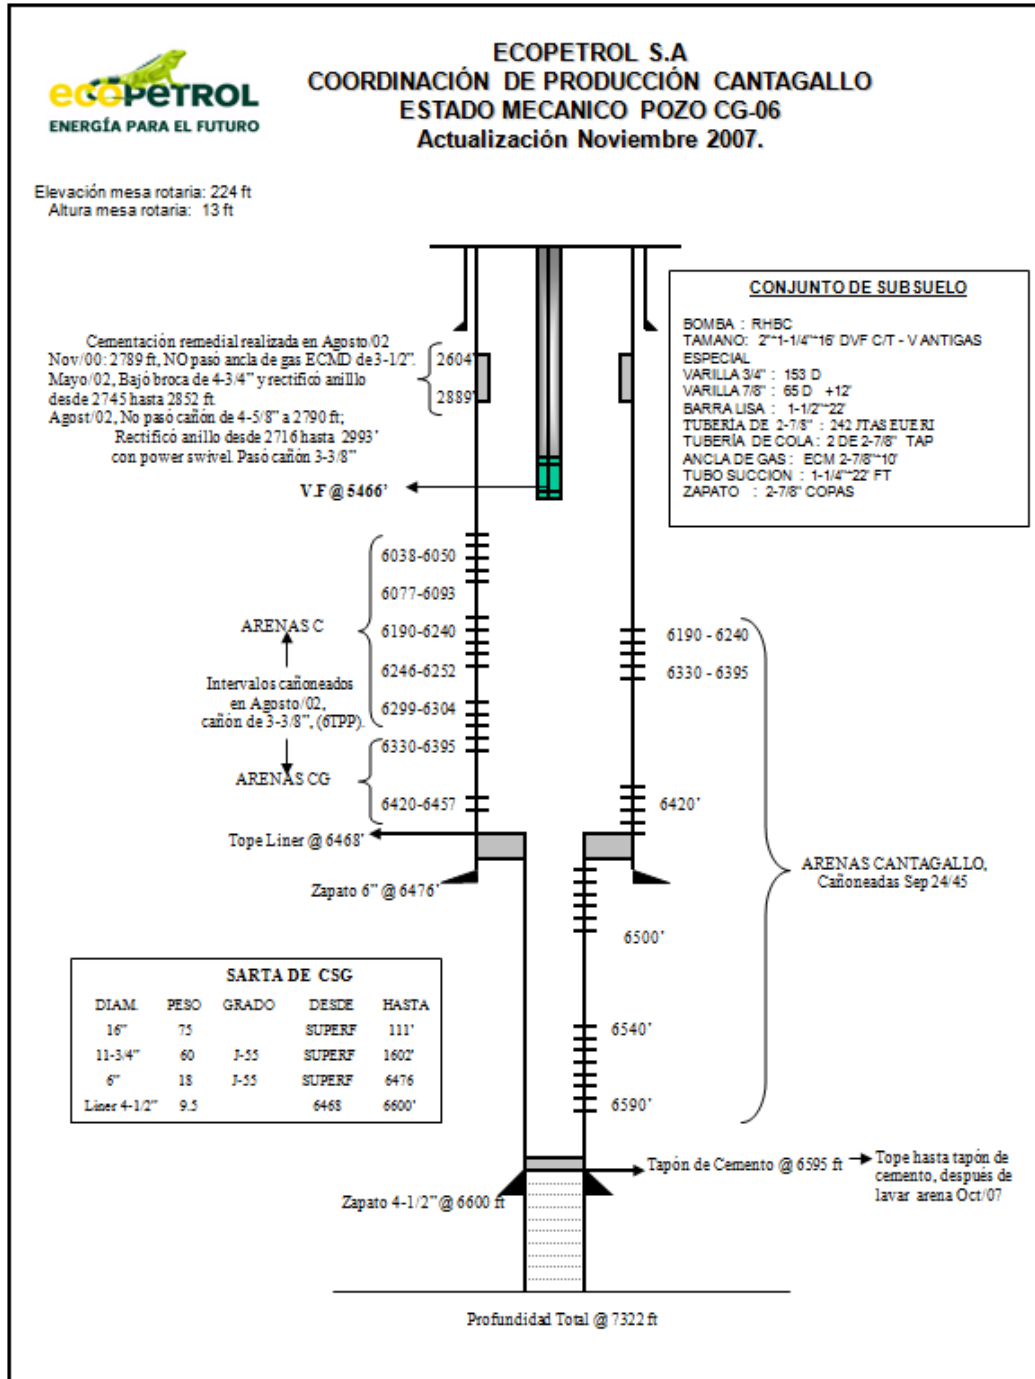 ecoPETROL
ENERGÍA PARA EL FUTURO
ECOPETROL S.A
COORDINACIÓN DE PRODUCCIÓN CANTAGALLO
ESTADO MECANICO POZO CG-06
Actualización Noviembre 2007.
Elevación mesa rotaria: 224 ft
Altura mesa rotaria: 13 ft
CONJUNTO DE SUBSUELO
BOMBA : RHBC
TAMANO: 2"*1-1/4"*16' DVF C/T - V ANTIGAS
ESPECIAL
VARILLA 3/4" : 153 D
VARILLA 7/8" : 65 D +12'
BARRA LISA : 1-1/2"*22'
TUBERÍA DE 2-7/8" : 242 JTAS EUE RI
TUBERÍA DE COLA : 2 DE 2-7/8" TAP
ANCLA DE GAS : ECM 2-7/8"*10'
TUBO SUCCION : 1-1/4"*22' FT
ZAPATO : 2-7/8" COPAS
Cementación remedial realizada en Agosto/02
Nov/00: 2789 ft, NO pasó ancla de gas ECMD de 3-1/2".
Mayo/02, Bajó broca de 4-3/4" y rectificó anillo
desde 2745 hasta 2852 ft
Agost/02, No pasó cañón de 4-5/8" a 2790 ft;
Rectificó anillo desde 2716 hasta 2993'
con power swivel. Pasó cañón 3-3/8"
2604'
2889'
V.F @ 5466'
6038-6050
6077-6093
ARENAS C
6190-6240
6246-6252
6299-6304
Intervalos cañoneados
en Agosto/02,
cañón de 3-3/8", (6TPP).
6330-6395
ARENAS CG
6420-6457
6190 - 6240
6330 - 6395
6420'
Tope Liner @ 6468'
Zapato 6" @ 6476'
ARENAS CANTAGALLO,
Cañoneadas Sep 24/45
6500'
6540'
6590'
SARTA DE CSG
DIAM. PESO GRADO DESDE HASTA
16" 75 SUPERF 111'
11-3/4" 60 J-55 SUPERF 1602'
6" 18 J-55 SUPERF 6476
Liner 4-1/2" 9.5 6468 6600'
Tapón de Cemento @ 6595 ft
Tope hasta tapón de
cemento, después de
lavar arena Oct/07
Zapato 4-1/2" @ 6600 ft
Profundidad Total @ 7322 ft